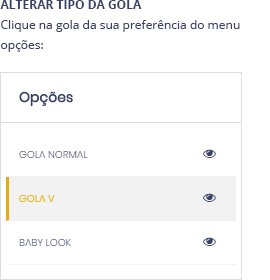 ALTERAR TIPO DA GOLA
Clique na gola da sua preferência do menu
opções:
Opções
GOLA NORMAL
GOLA V
BABY LOOK